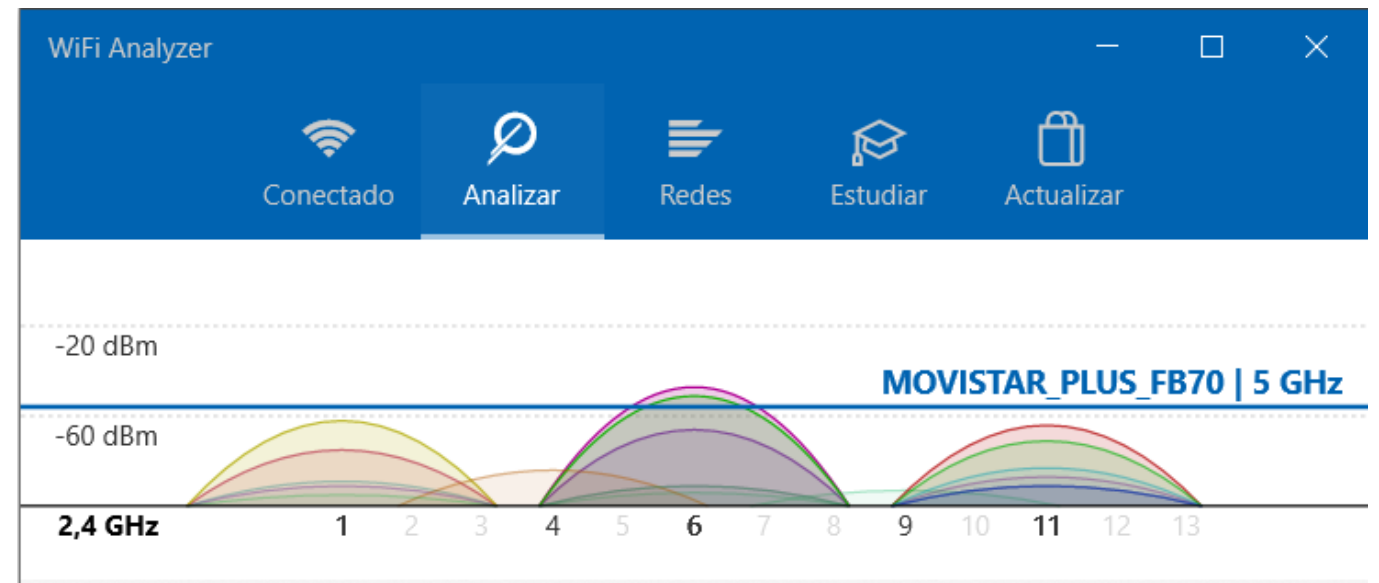 WiFi Analyzer
Conectado Analizar Redes Estudiar Actualizar
-20 dBm
MOVISTAR_PLUS_FB70 | 5 GHz
-60 dBm
2,4 GHz 1 2 3 4 5 6 7 8 9 10 11 12 13